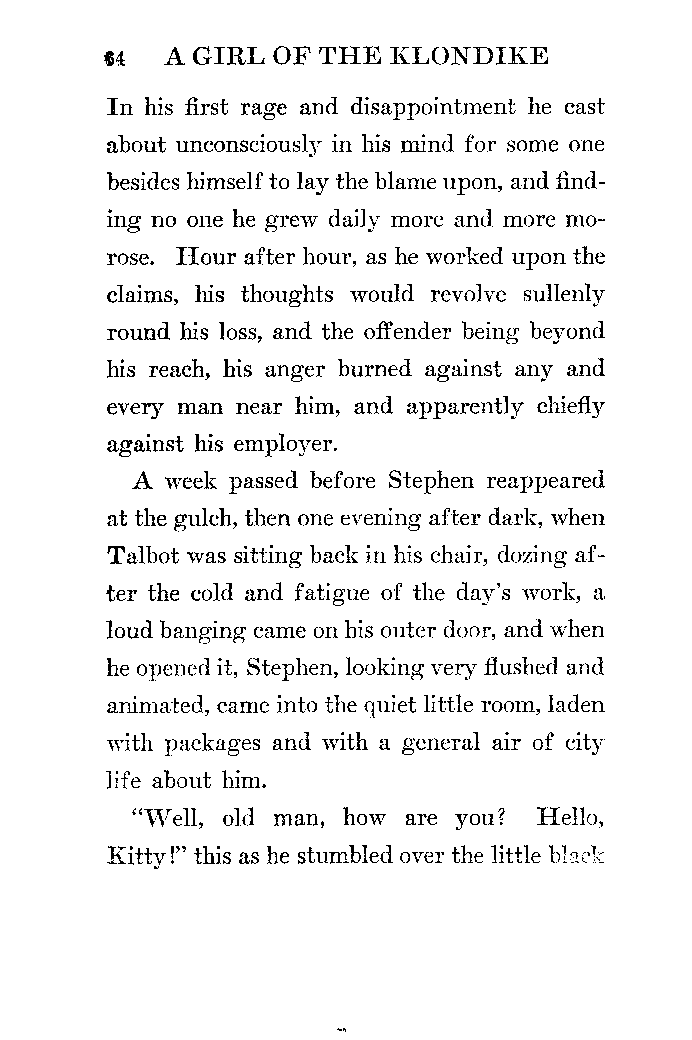 64 A GIRL OF THE KLONDIKE
In his first rage and disappointment he cast
about unconsciously in his mind for some one
besides himself to lay the blame upon, and find-
ing no one he grew daily more and more mo-
rose. Hour after hour, as he worked upon the
claims, his thoughts would revolve sullenly
round his loss, and the offender being beyond
his reach, his anger burned against any and
every man near him, and apparently chiefly
against his employer.
A week passed before Stephen reappeared
at the gulch, then one evening after dark, when
Talbot was sitting back in his chair, dozing af-
ter the cold and fatigue of the day's work, a
loud banging came on his outer door, and when
he opened it, Stephen, looking very flushed and
animated, came into the quiet little room, laden
with packages and with a general air of city
life about him.
"Well, old man, how are you? Hello,
Kitty!" this as he stumbled over the little black